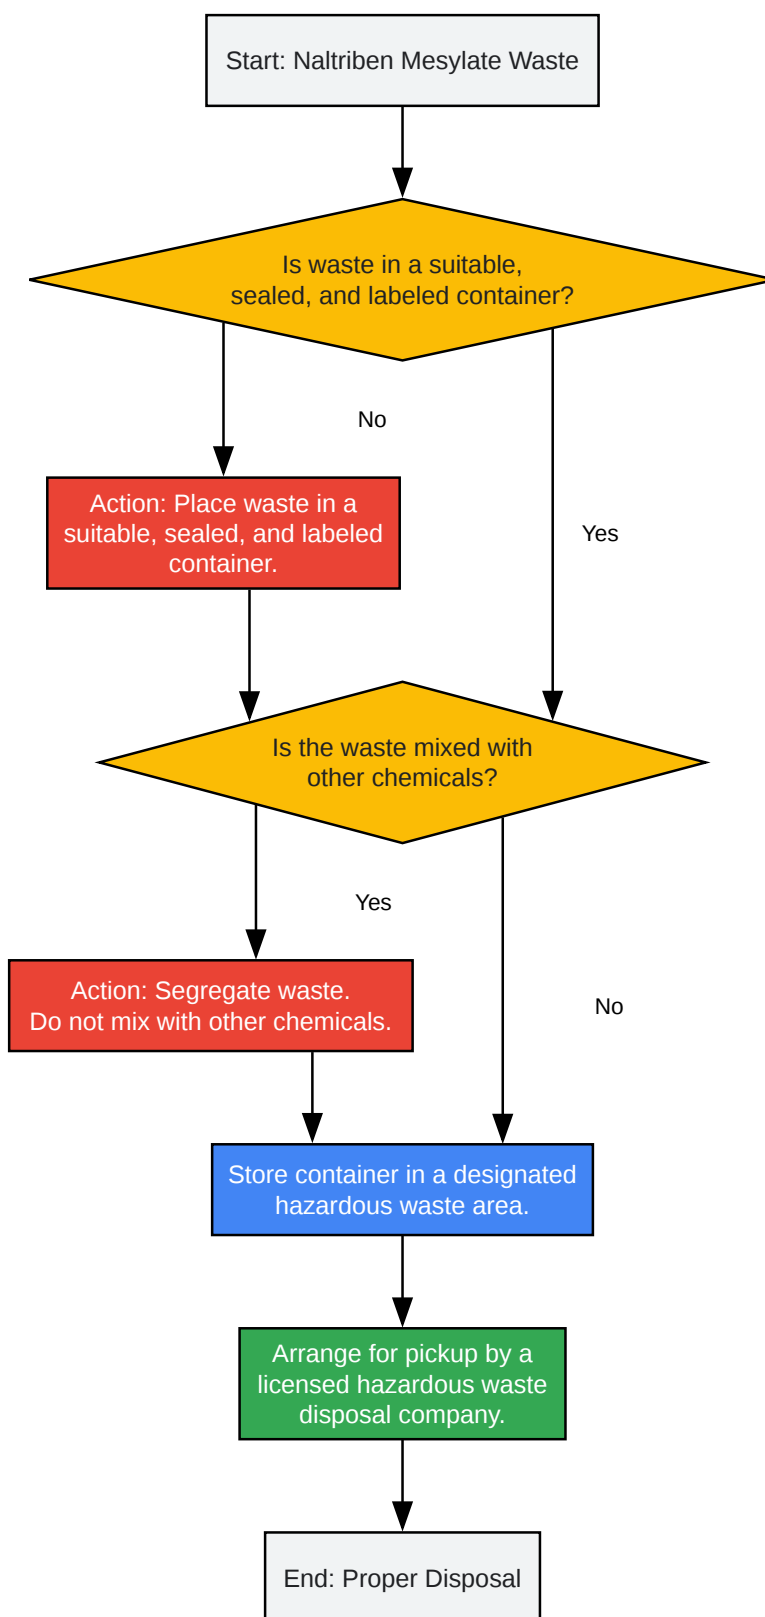 Start: Naltriben Mesylate Waste
Is waste in a suitable,
sealed, and labeled container?
No
Action: Place waste in a
suitable, sealed, and labeled
container.
Yes
Is the waste mixed with
other chemicals?
Yes
Action: Segregate waste.
Do not mix with other chemicals.
No
Store container in a designated
hazardous waste area.
Arrange for pickup by a
licensed hazardous waste
disposal company.
End: Proper Disposal